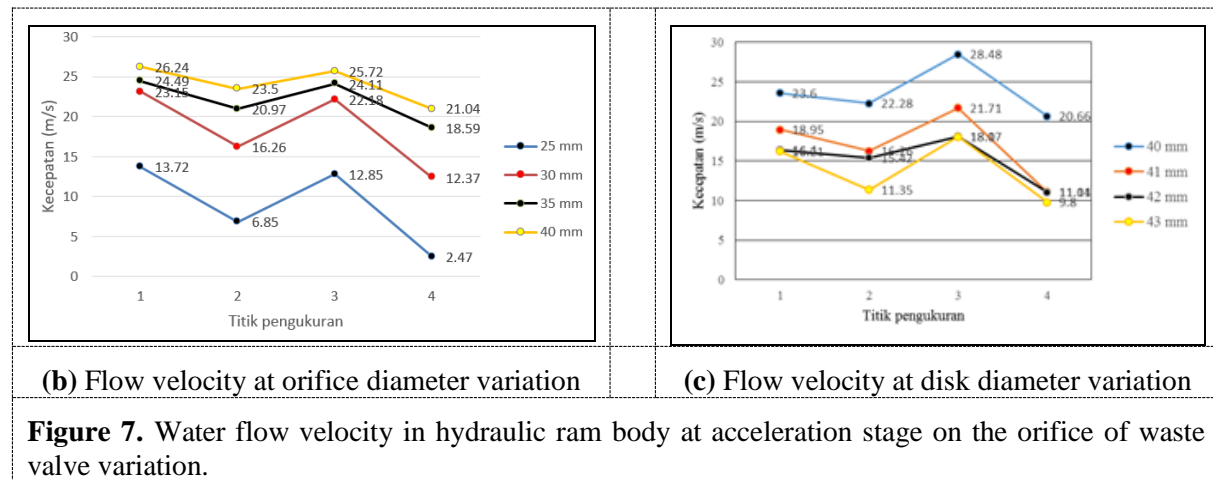 30
25
20
15
10
5
0
Kecepatan (m/s)
26.24
24.49
23.15
13.72
23.5
20.97
16.26
6.85
25.72
24.11
22.18
12.85
21.04
18.59
12.37
2.47
1 2 3 4
Titik pengukuran
25 mm
30 mm
35 mm
40 mm
(b) Flow velocity at orifice diameter variation
30
25
20
15
10
5
0
Kecepatan (m/s)
23.6
18.95
22.28
15.42
11.35
28.48
21.71
20.66
9.8
1 2 3 4
Titik pengukuran
40 mm
41 mm
42 mm
43 mm
(c) Flow velocity at disk diameter variation
Figure 7. Water flow velocity in hydraulic ram body at acceleration stage on the orifice of waste
valve variation.